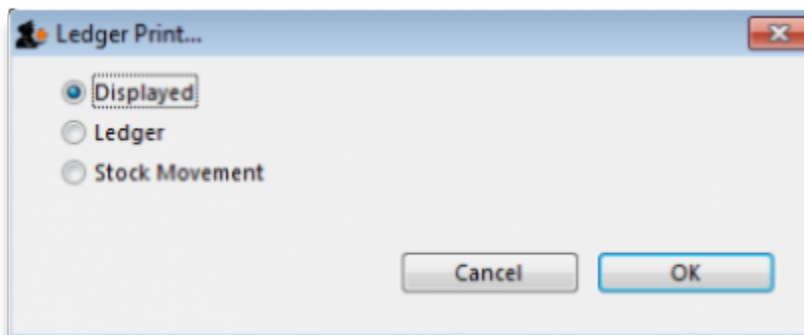 Ledger Print...
Displayed
Ledger
Stock Movement
Cancel OK